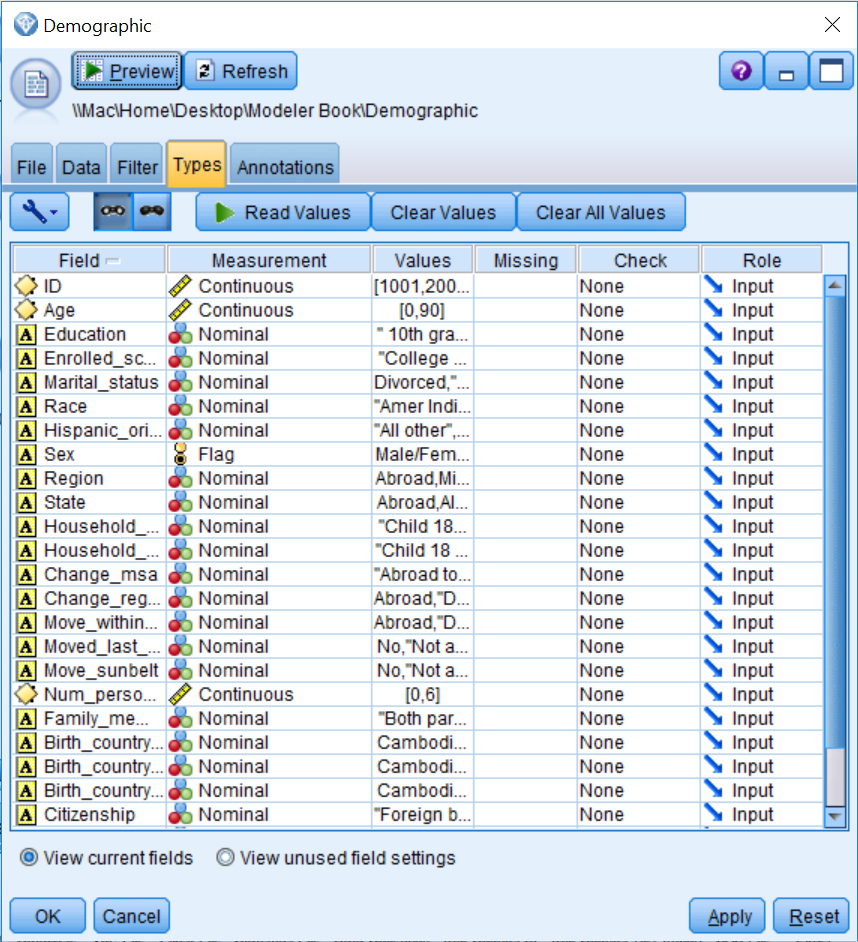 Demographic
Preview Refresh ?
\\Mac\Home\Desktop\Modeler Book\Demographic
File Data Filter Types Annotations
Read Values Clear Values Clear All Values
Field Measurement Values Missing Check Role
ID Continuous [1001,200... None Input
Age Continuous [0,90] None Input
A Education Nominal " 10th gra... None Input
A Enrolled_sc... Nominal "College ... None Input
A Marital_status Nominal Divorced,"... None Input
A Race Nominal "Amer Indi... None Input
A Hispanic_ori... Nominal "All other",... None Input
A Sex Flag Male/Fem... None Input
A Region Nominal Abroad,Mi... None Input
A State Nominal Abroad,Al... None Input
A Household_... Nominal "Child 18... None Input
A Household_... Nominal "Child 18 ... None Input
A Change_msa Nominal "Abroad to... None Input
A Change_reg... Nominal Abroad,"D... None Input
A Move_within... Nominal Abroad,"D... None Input
A Moved_last_... Nominal No,"Not a... None Input
A Move_sunbelt Nominal No,"Not a... None Input
Num_perso... Continuous [0,6] None Input
A Family_me... Nominal "Both par... None Input
A Birth_country... Nominal Cambodi... None Input
A Birth_country... Nominal Cambodi... None Input
A Birth_country... Nominal Cambodi... None Input
A Citizenship Nominal "Foreign b... None Input
View current fields View unused field settings
OK Cancel Apply Reset